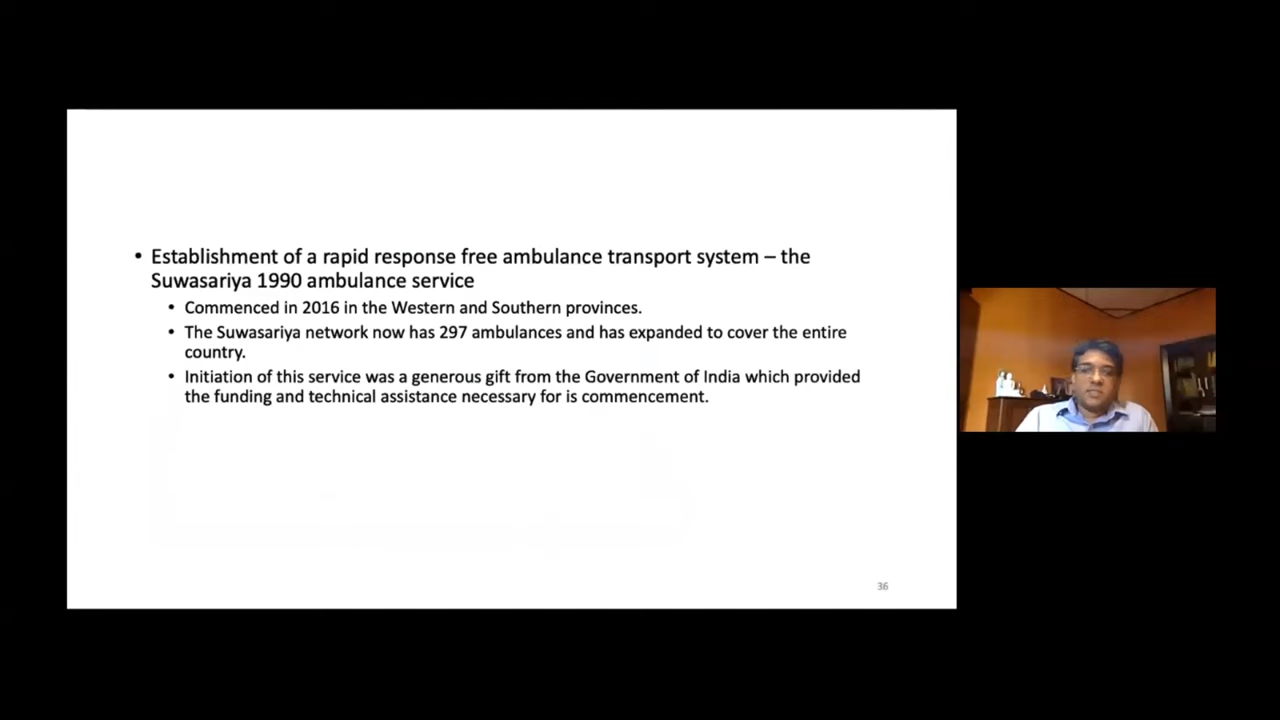 • Establishment of a rapid response free ambulance transport system – the
Suwasariya 1990 ambulance service
• Commenced in 2016 in the Western and Southern provinces.
• The Suwasariya network now has 297 ambulances and has expanded to cover the entire
country.
• Initiation of this service was a generous gift from the Government of India which provided
the funding and technical assistance necessary for is commencement.
36